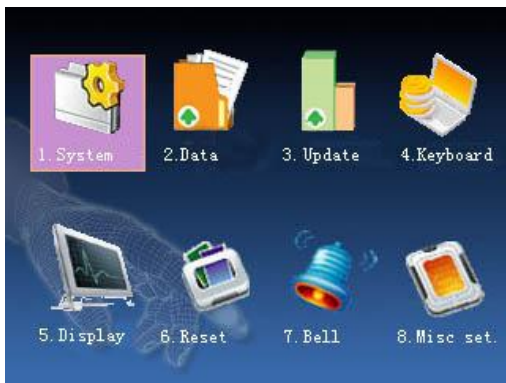 1.System
2.Data
3.Update
4.Keyboard
5.Display
6.Reset
7.Bell
8.Misc set.